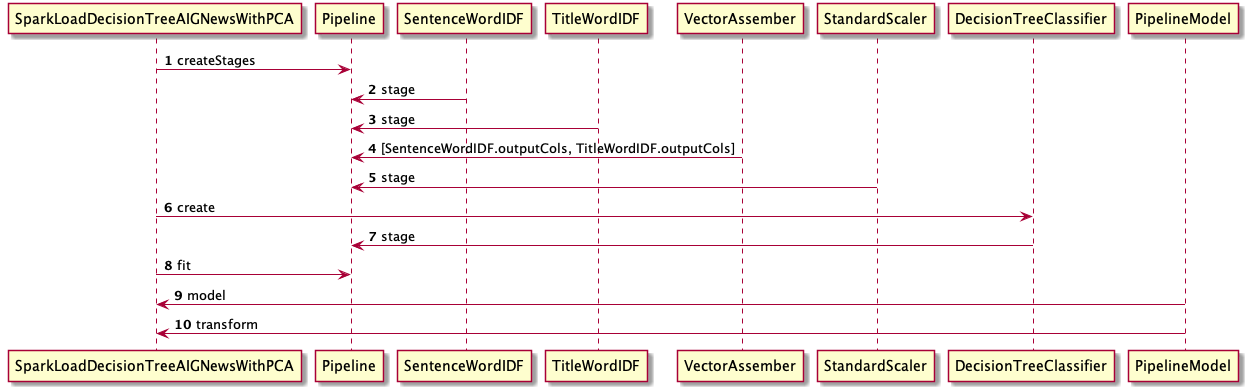 SparkLoadDecisionTreeAIGNewsWithPCA Pipeline SentenceWordIDF TitleWordIDF VectorAssember StandardScaler DecisionTreeClassifier PipelineModel
1 createStages
2 stage
3 stage
4 [SentenceWordIDF.outputCols, TitleWordIDF.outputCols]
5 stage
6 create
7 stage
8 fit
9 model
10 transform
SparkLoadDecisionTreeAIGNewsWithPCA Pipeline SentenceWordIDF TitleWordIDF VectorAssember StandardScaler DecisionTreeClassifier PipelineModel